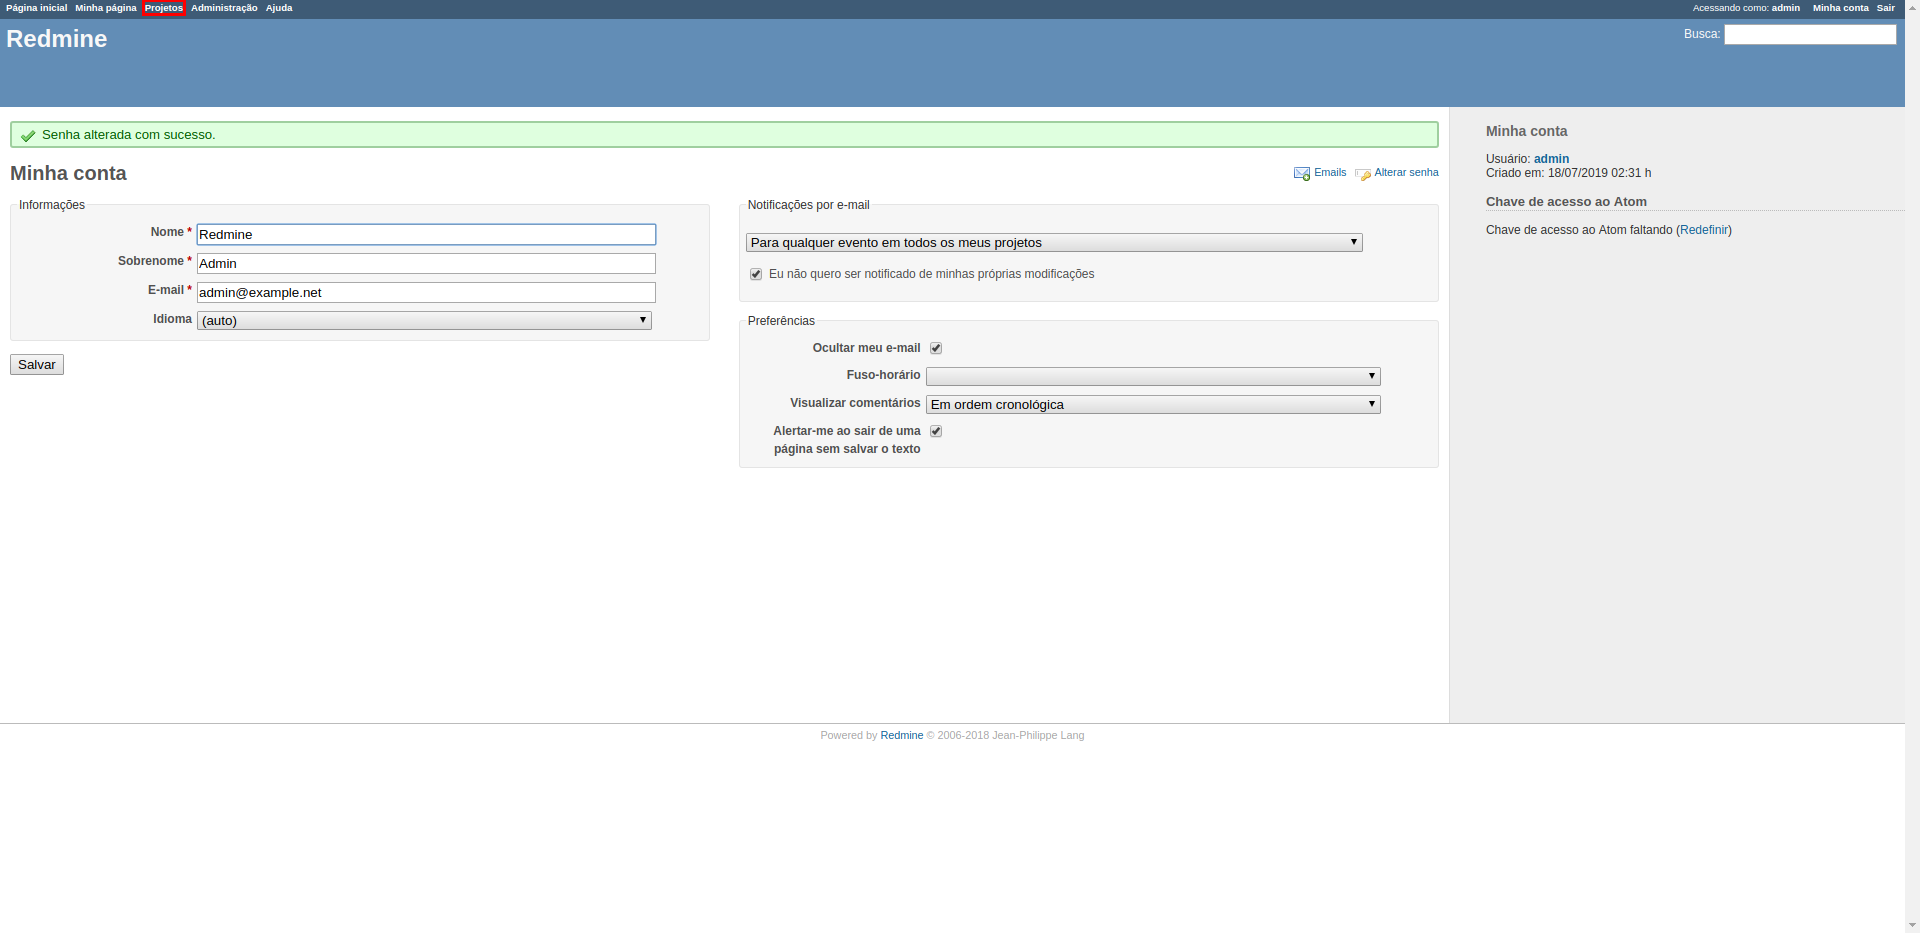 Página inicial Minha página Projetos Administração Ajuda
Acessando como: admin Minha conta Sair
Redmine
Busca:
Senha alterada com sucesso.
Minha conta
Emails Alterar senha
Informações
Nome *
Redmine
Sobrenome *
Admin
E-mail *
admin@example.net
Idioma
(auto)
Salvar
Notificações por e-mail
Para qualquer evento em todos os meus projetos
Eu não quero ser notificado de minhas próprias modificações
Preferências
Ocultar meu e-mail
Fuso-horário
Visualizar comentários
Em ordem cronológica
Alertar-me ao sair de uma
página sem salvar o texto
Minha conta
Usuário: admin
Criado em: 18/07/2019 02:31 h
Chave de acesso ao Atom
Chave de acesso ao Atom faltando (Redefinir)
Powered by Redmine © 2006-2018 Jean-Philippe Lang